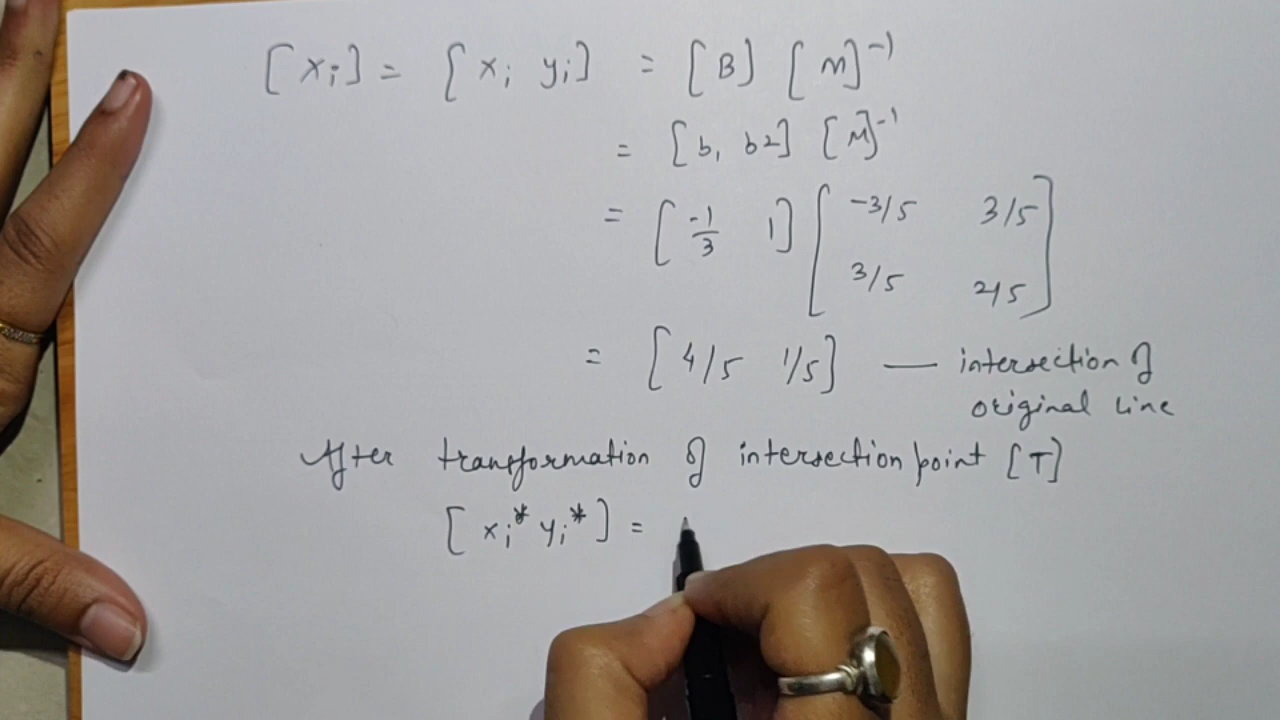 [Xi] = [xi yi] = [B] [M]⁻¹
= [b1 b2] [M]⁻¹
= [-1/3 1] [-3/5 3/5
3/5 2/5]
= [4/5 1/5] — intersection of
original line
After transformation of intersection point [T]
[xi* yi*] =